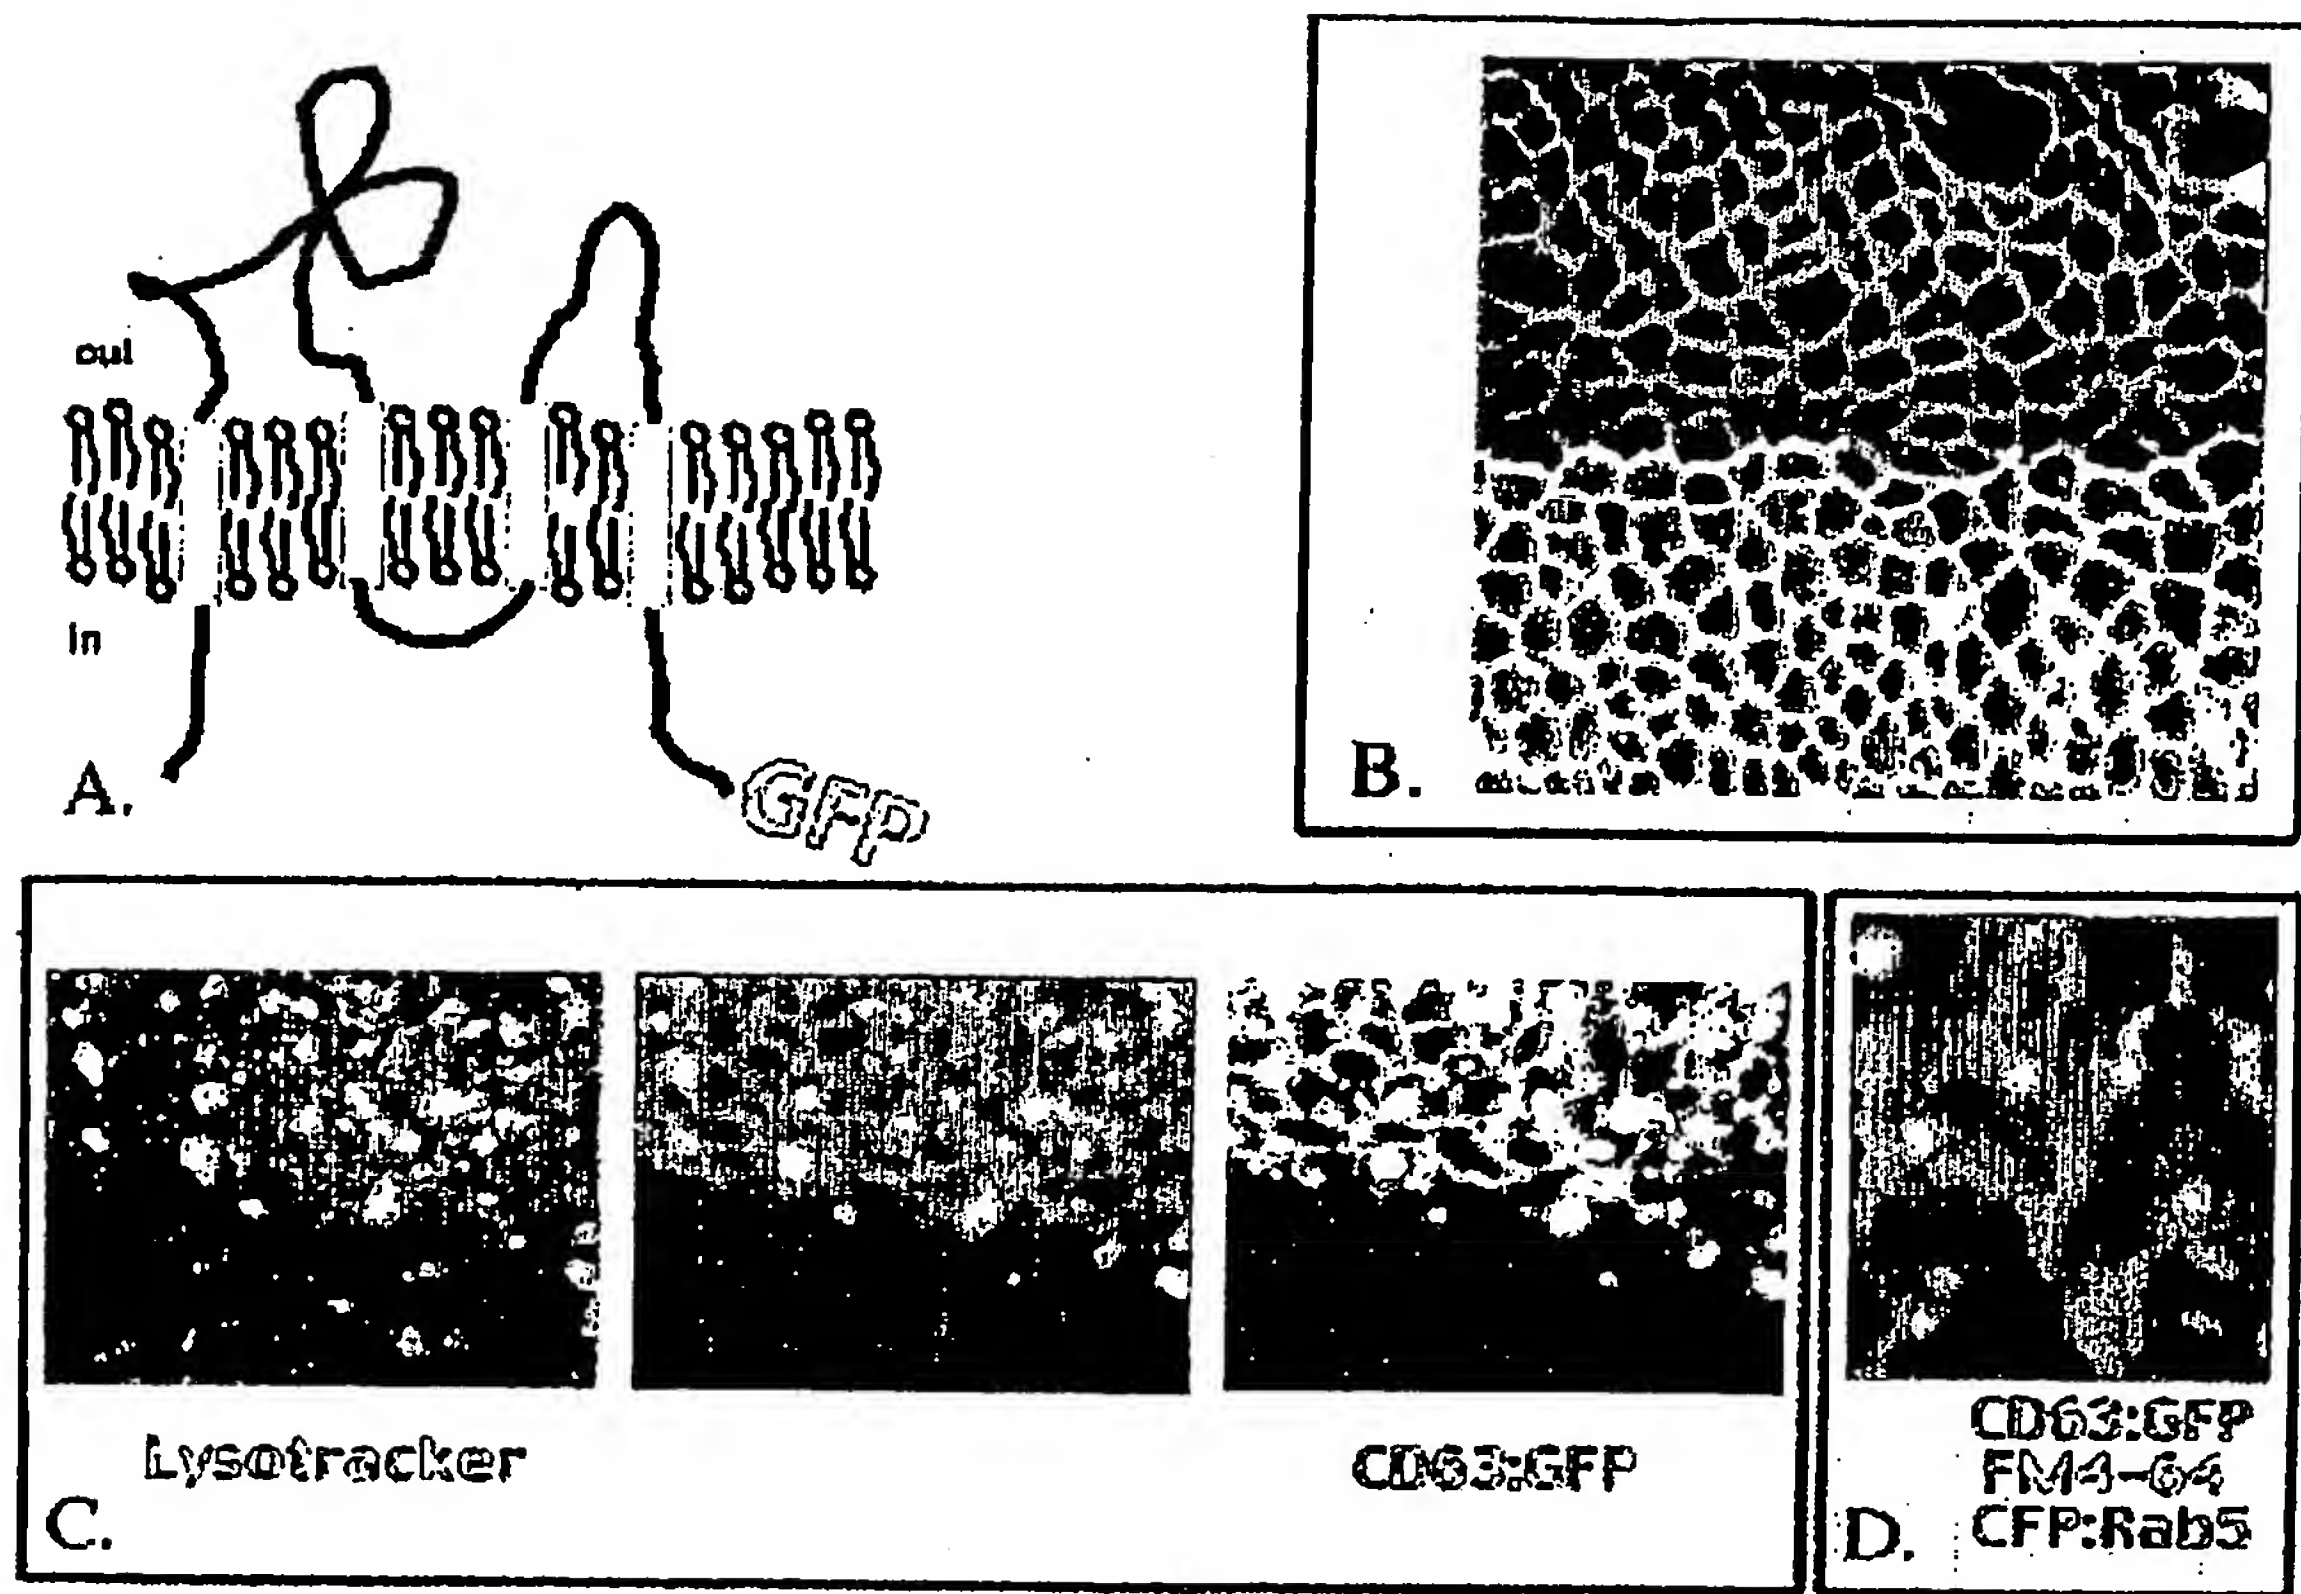 out
in
A.
GFP
B.
Lysotracker
CD63:GFP
C.
CD63:GFP
FM4-64
CFP:Rab5
D.